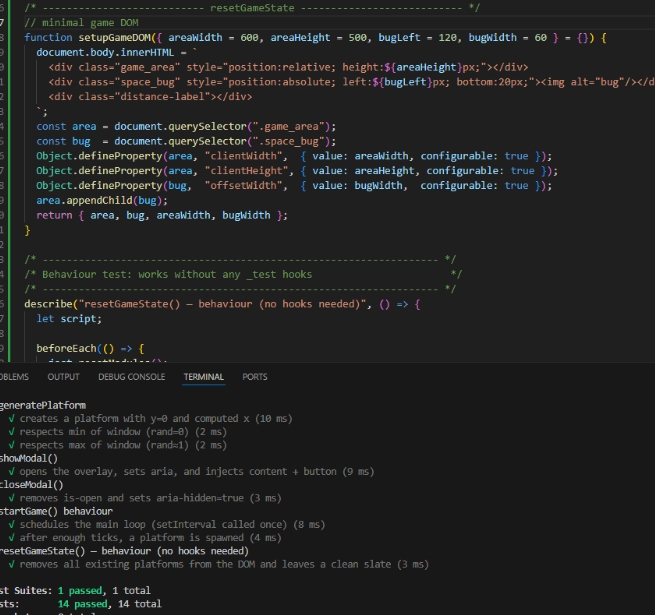 /* -------------------------- resetGameState -------------------------- */
// minimal game DOM
function setupGameDOM({ areaWidth = 600, areaHeight = 500, bugLeft = 120, bugWidth = 60 } = {}) {
document.body.innerHTML = `
<div class="game_area" style="position:relative; height:${areaHeight}px;"></div>
<div class="space_bug" style="position:absolute; left:${bugLeft}px; bottom:20px;"><img alt="bug"/></d
<div class="distance-label"></div>
`;
const area = document.querySelector(".game_area");
const bug = document.querySelector(".space_bug");
Object.defineProperty(area, "clientWidth", { value: areaWidth, configurable: true });
Object.defineProperty(area, "clientHeight", { value: areaHeight, configurable: true });
Object.defineProperty(bug, "offsetWidth", { value: bugWidth, configurable: true });
area.appendChild(bug);
return { area, bug, areaWidth, bugWidth };
}
/* ---------------------------------------------------------------- */
/* Behaviour test: works without any _test hooks */
/* ---------------------------------------------------------------- */
describe("resetGameState() — behaviour (no hooks needed)", () => {
let script;
beforeEach(() => {
OBLEMS OUTPUT DEBUG CONSOLE TERMINAL PORTS
generatePlatform
√ creates a platform with y=0 and computed x (10 ms)
√ respects min of window (rand=0) (2 ms)
√ respects max of window (rand=1) (2 ms)
showModal()
√ opens the overlay, sets aria, and injects content + button (9 ms)
closeModal()
√ removes is-open and sets aria-hidden=true (3 ms)
startGame() behaviour
√ schedules the main loop (setInterval called once) (8 ms)
√ after enough ticks, a platform is spawned (4 ms)
resetGameState() — behaviour (no hooks needed)
√ removes all existing platforms from the DOM and leaves a clean slate (3 ms)
st Suites: 1 passed, 1 total
sts: 14 passed, 14 total